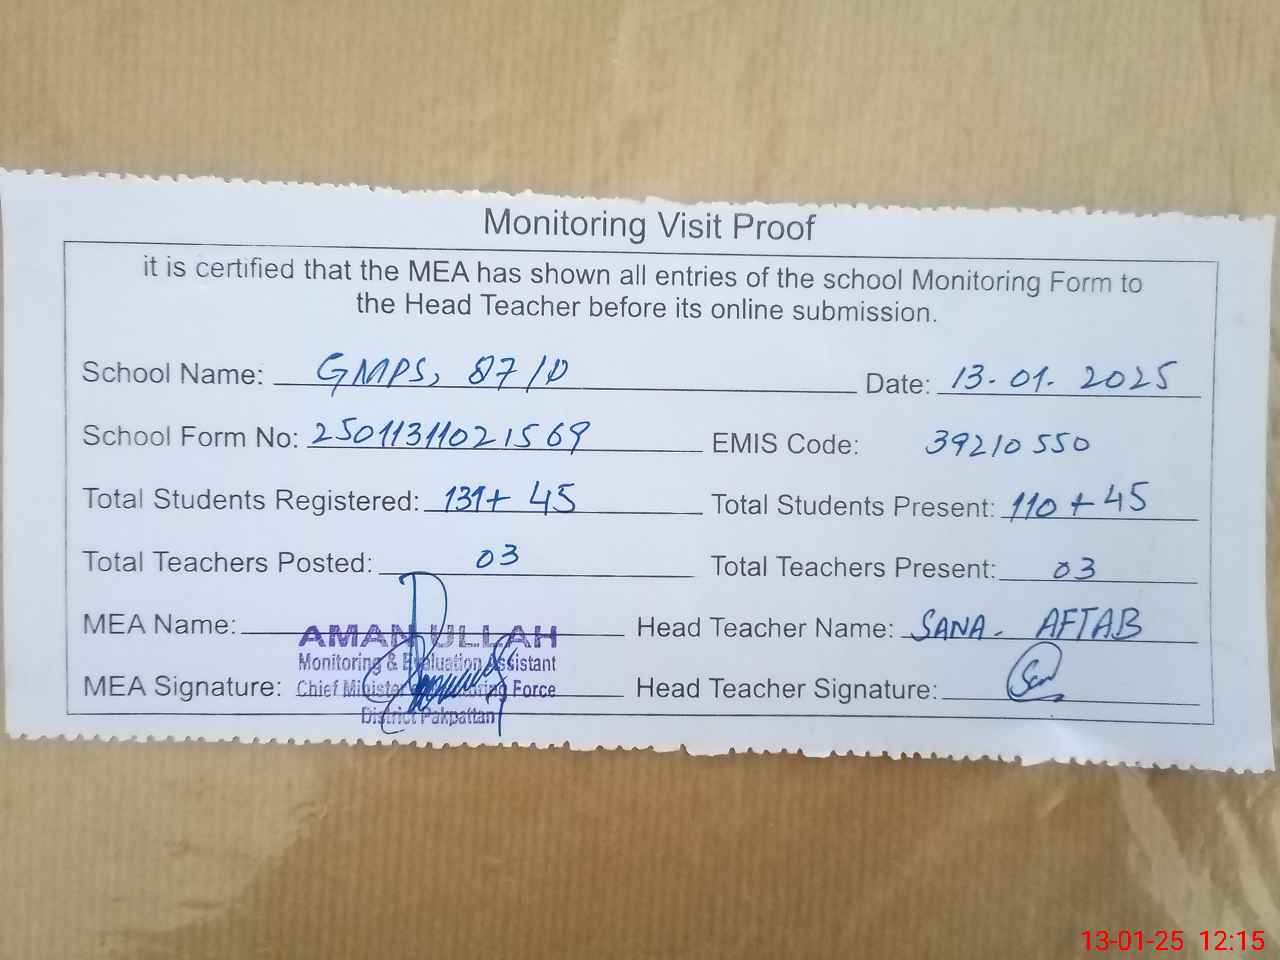 Monitoring Visit Proof
it is certified that the MEA has shown all entries of the school Monitoring Form to
the Head Teacher before its online submission.
School Name: GMPS, 87/D Date: 13-01-2025
School Form No: 25011311021569 EMIS Code: 39210550
Total Students Registered: 131+45 Total Students Present: 110+45
Total Teachers Posted: 03 Total Teachers Present: 03
MEA Name: AMAN ULLAH Head Teacher Name: SANA. AFTAB
Monitoring & Evaluation Assistant
MEA Signature: Chief Minister Monitoring Force Head Teacher Signature:
District Pakpattan
13-01-25 12:15